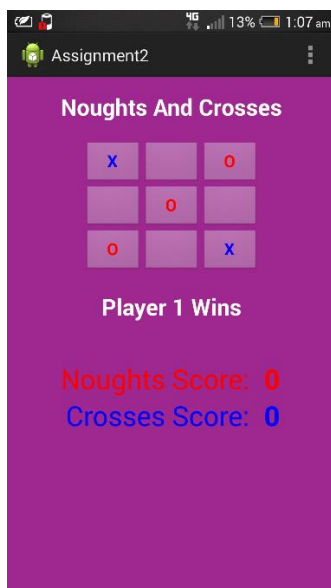 4G 13% 1:07 am
Assignment2
Noughts And Crosses
X O
O
O X
Player 1 Wins
Noughts Score: 0
Crosses Score: 0